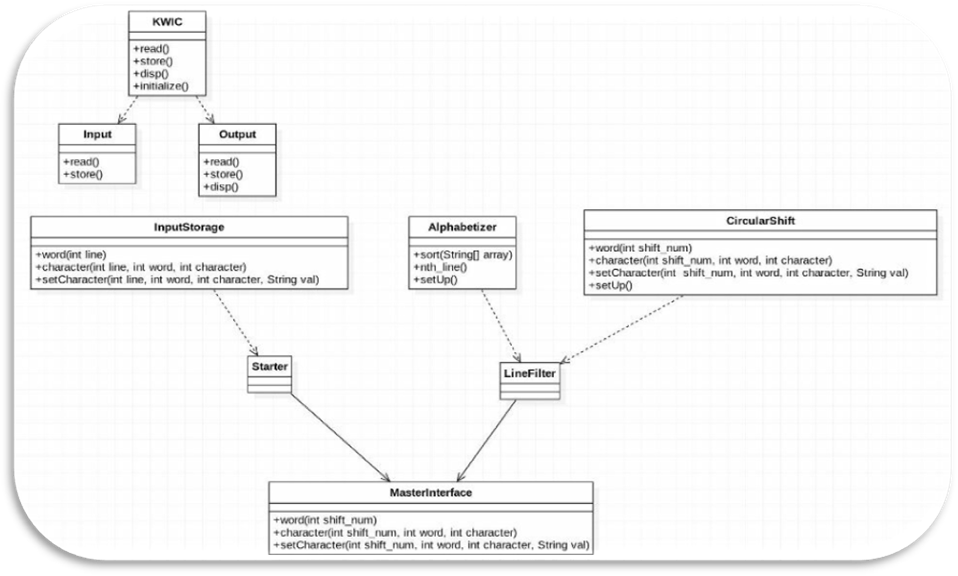 KWIC
+read()
+store()
+disp()
+initialize()
Input
+read()
+store()
Output
+read()
+store()
+disp()
InputStorage
+word(int line)
+character(int line, int word, int character)
+setCharacter(int line, int word, int character, String val)
Alphabetizer
+sort(String[] array)
+nth_line()
+setUp()
CircularShift
+word(int shift_num)
+character(int shift_num, int word, int character)
+setCharacter(int shift_num, int word, int character, String val)
+setUp()
Starter
LineFilter
MasterInterface
+word(int shift_num)
+character(int shift_num, int word, int character)
+setCharacter(int shift_num, int word, int character, String val)